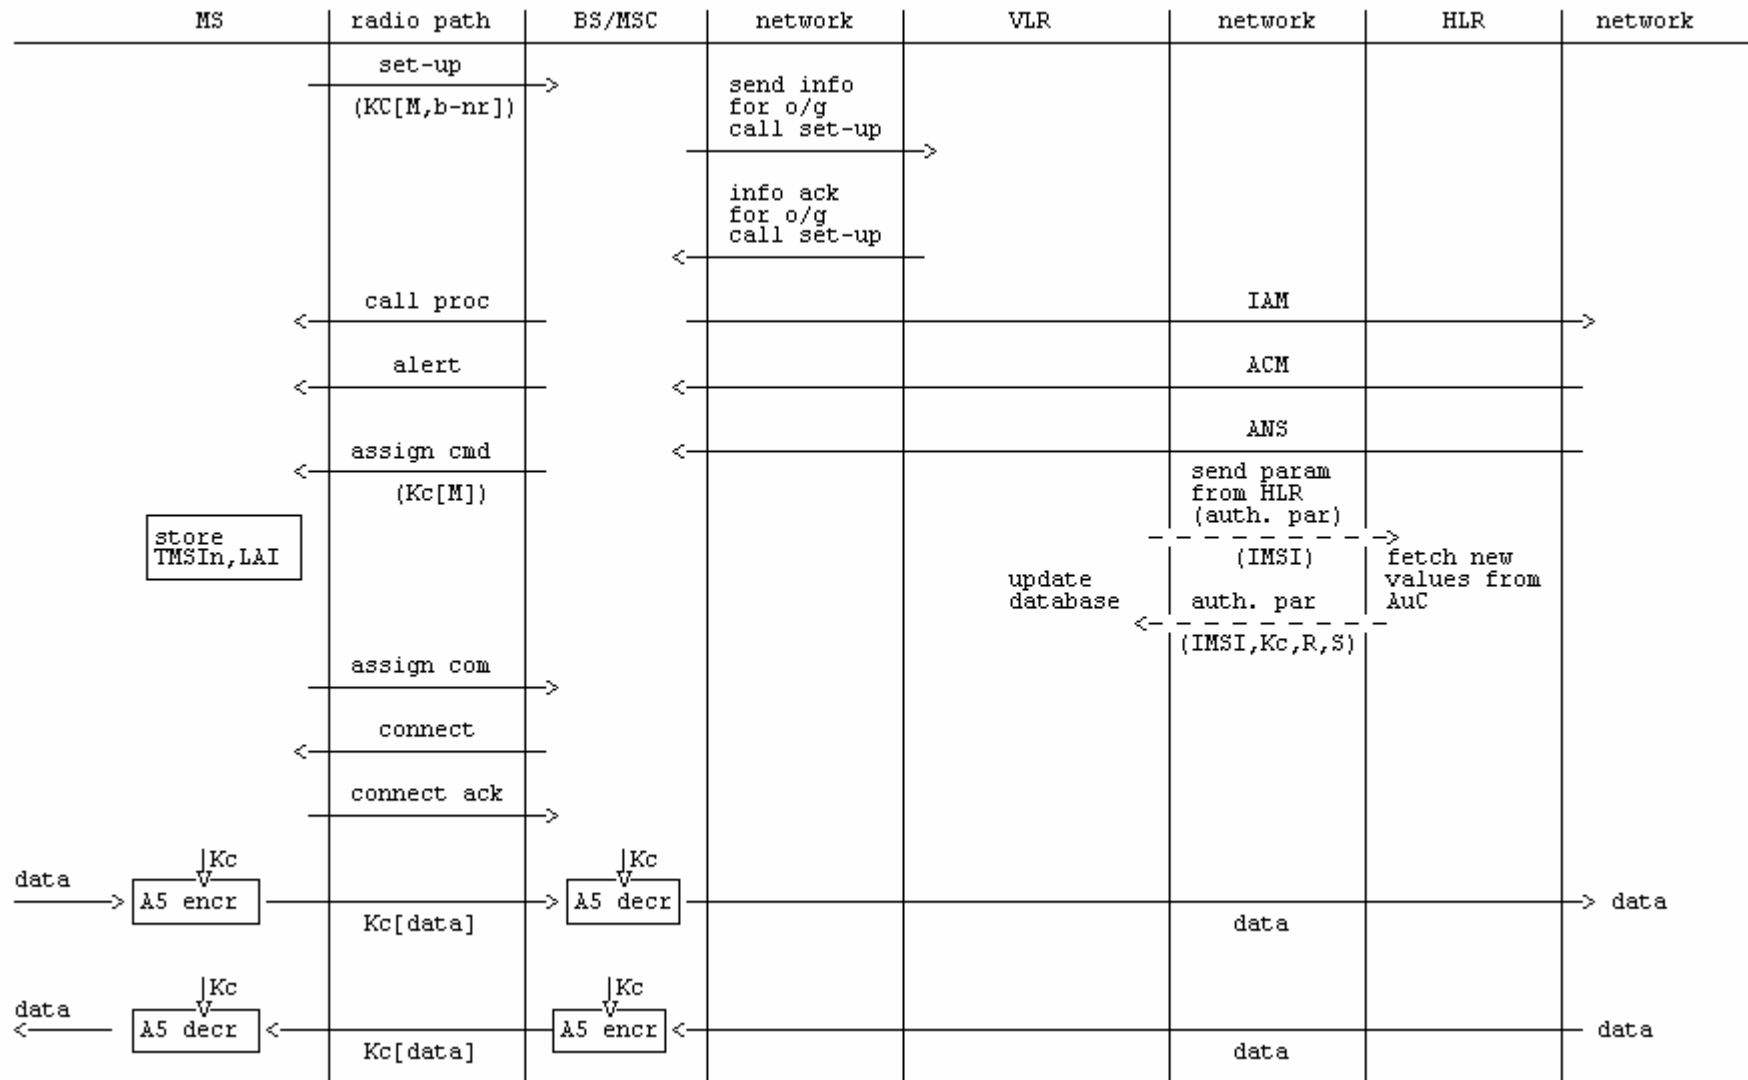 MS radio path BS/MSC network VLR network HLR network
set-up
(KC[M,b-nr])
send info
for o/g
call set-up
info ack
for o/g
call set-up
call proc IAM
alert ACM
ANS
assign cmd
(Kc[M])
send param
from HLR
(auth. par)
store
TMSIn,LAI
(IMSI)
fetch new
values from
AuC
update
database
auth. par
(IMSI,Kc,R,S)
assign com
connect
connect ack
Kc Kc
data
A5 encr A5 decr data
Kc[data] data
Kc Kc
data
A5 decr A5 encr data
Kc[data] data